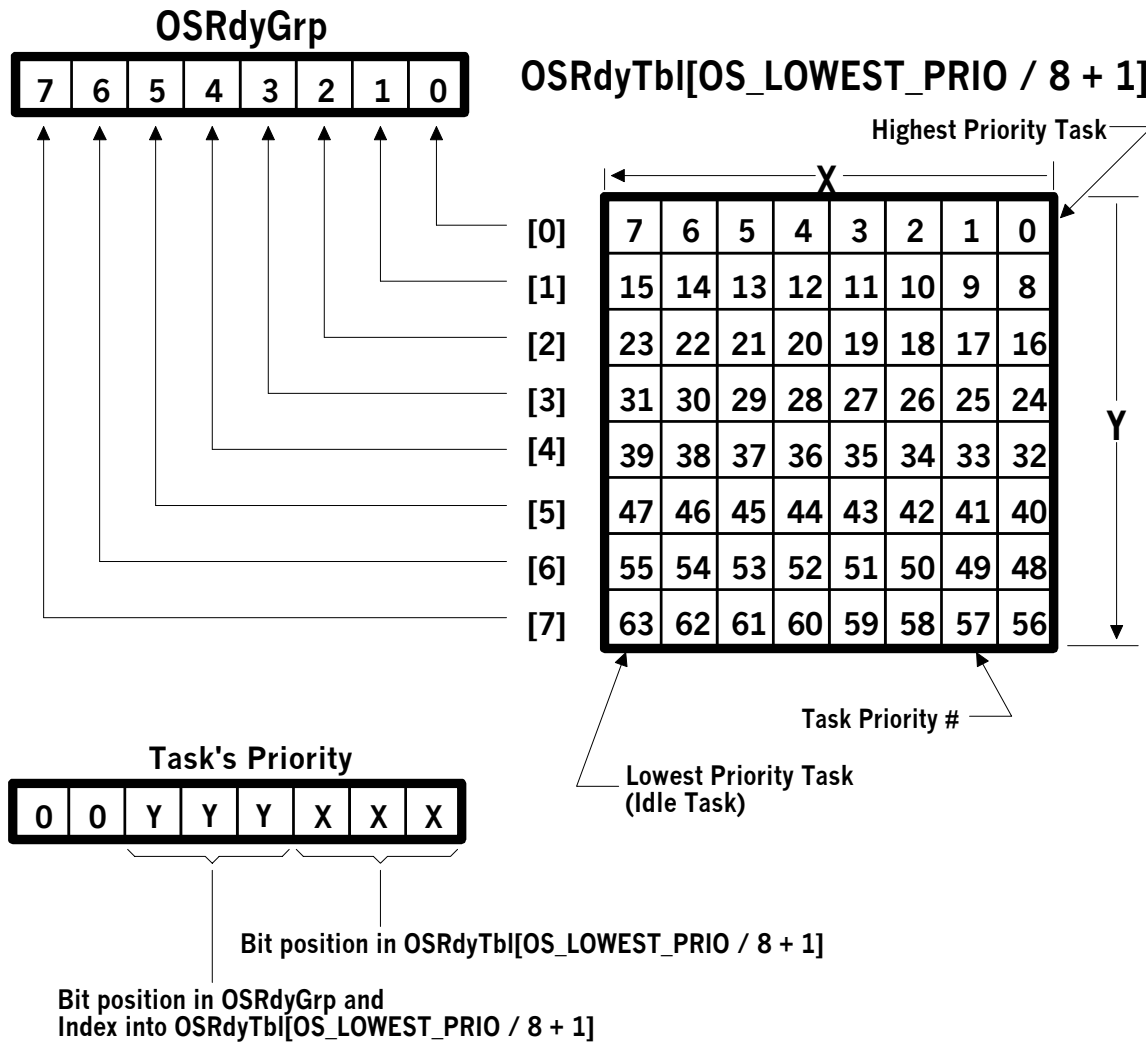 OSRdyGrp
7 6 5 4 3 2 1 0
OSRdyTbl[OS_LOWEST_PRIO / 8 + 1]
Highest Priority Task
X
[0] 7 6 5 4 3 2 1 0
[1] 15 14 13 12 11 10 9 8
[2] 23 22 21 20 19 18 17 16
[3] 31 30 29 28 27 26 25 24
[4] 39 38 37 36 35 34 33 32
[5] 47 46 45 44 43 42 41 40
[6] 55 54 53 52 51 50 49 48
[7] 63 62 61 60 59 58 57 56
Y
Task Priority #
Lowest Priority Task
(Idle Task)
Task's Priority
0 0 Y Y Y X X X
Bit position in OSRdyTbl[OS_LOWEST_PRIO / 8 + 1]
Bit position in OSRdyGrp and
Index into OSRdyTbl[OS_LOWEST_PRIO / 8 + 1]